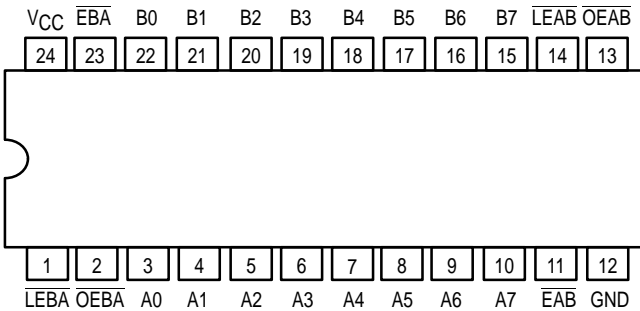 VCC EBA B0 B1 B2 B3 B4 B5 B6 B7 LEAB OEAB
24 23 22 21 20 19 18 17 16 15 14 13
1 2 3 4 5 6 7 8 9 10 11 12
LEBA OEBA A0 A1 A2 A3 A4 A5 A6 A7 EAB GND